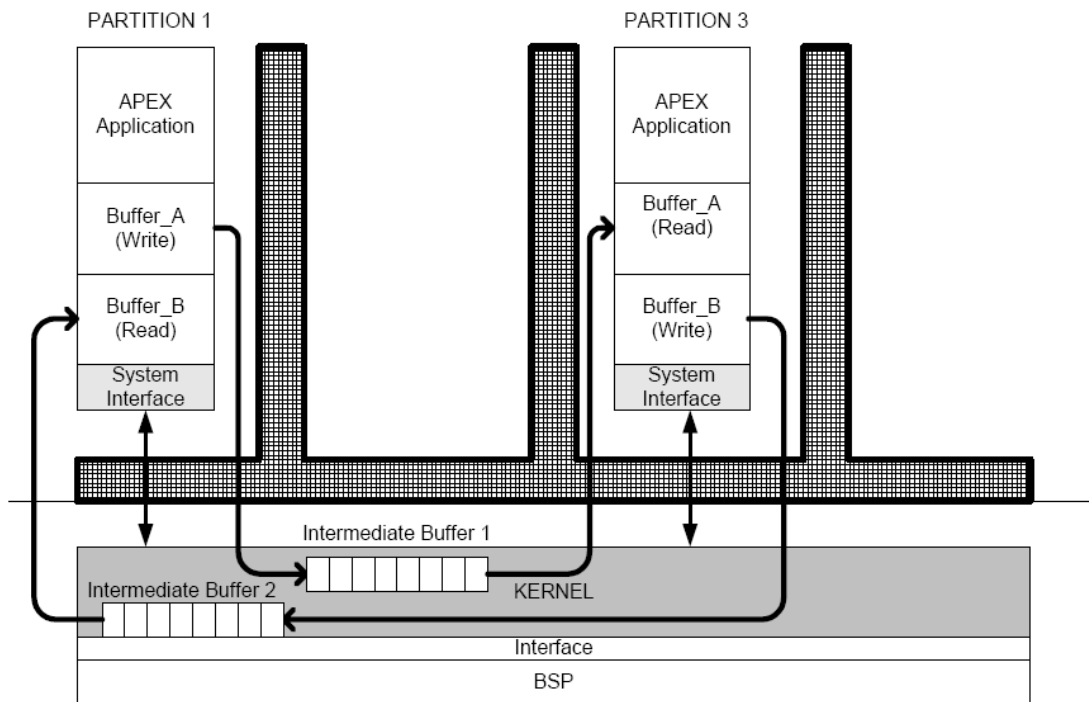 PARTITION 1
PARTITION 3
APEX
Application
Buffer_A
(Write)
Buffer_B
(Read)
System
Interface
APEX
Application
Buffer_A
(Read)
Buffer_B
(Write)
System
Interface
Intermediate Buffer 1
KERNEL
Intermediate Buffer 2
Interface
BSP